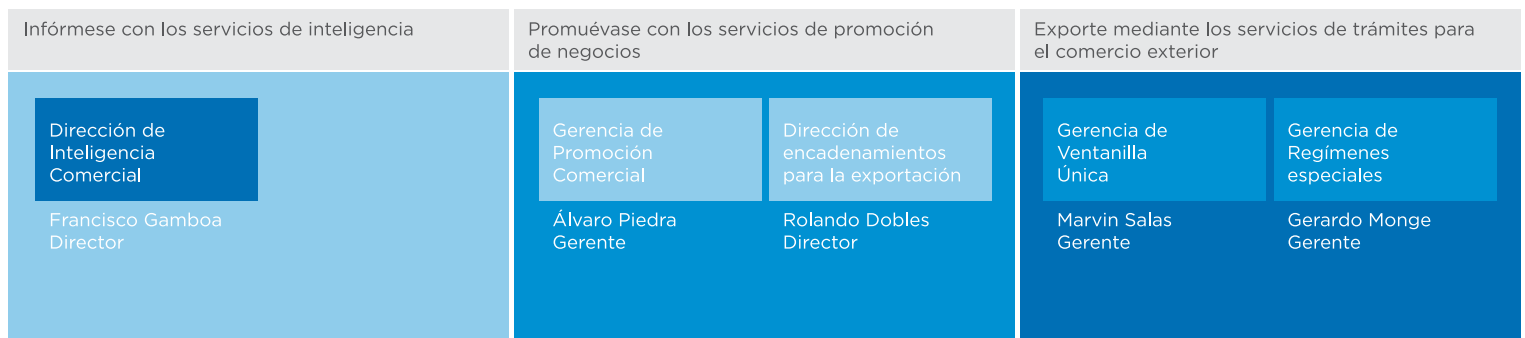 Infórmese con los servicios de inteligencia
Dirección de
Inteligencia
Comercial
Francisco Gamboa
Director
Promuévase con los servicios de promoción
de negocios
Gerencia de
Promoción
Comercial
Álvaro Piedra
Gerente
Dirección de
encadenamientos
para la exportación
Rolando Dobles
Director
Exporte mediante los servicios de trámites para
el comercio exterior
Gerencia de
Ventanilla
Única
Marvin Salas
Gerente
Gerencia de
Regímenes
especiales
Gerardo Monge
Gerente